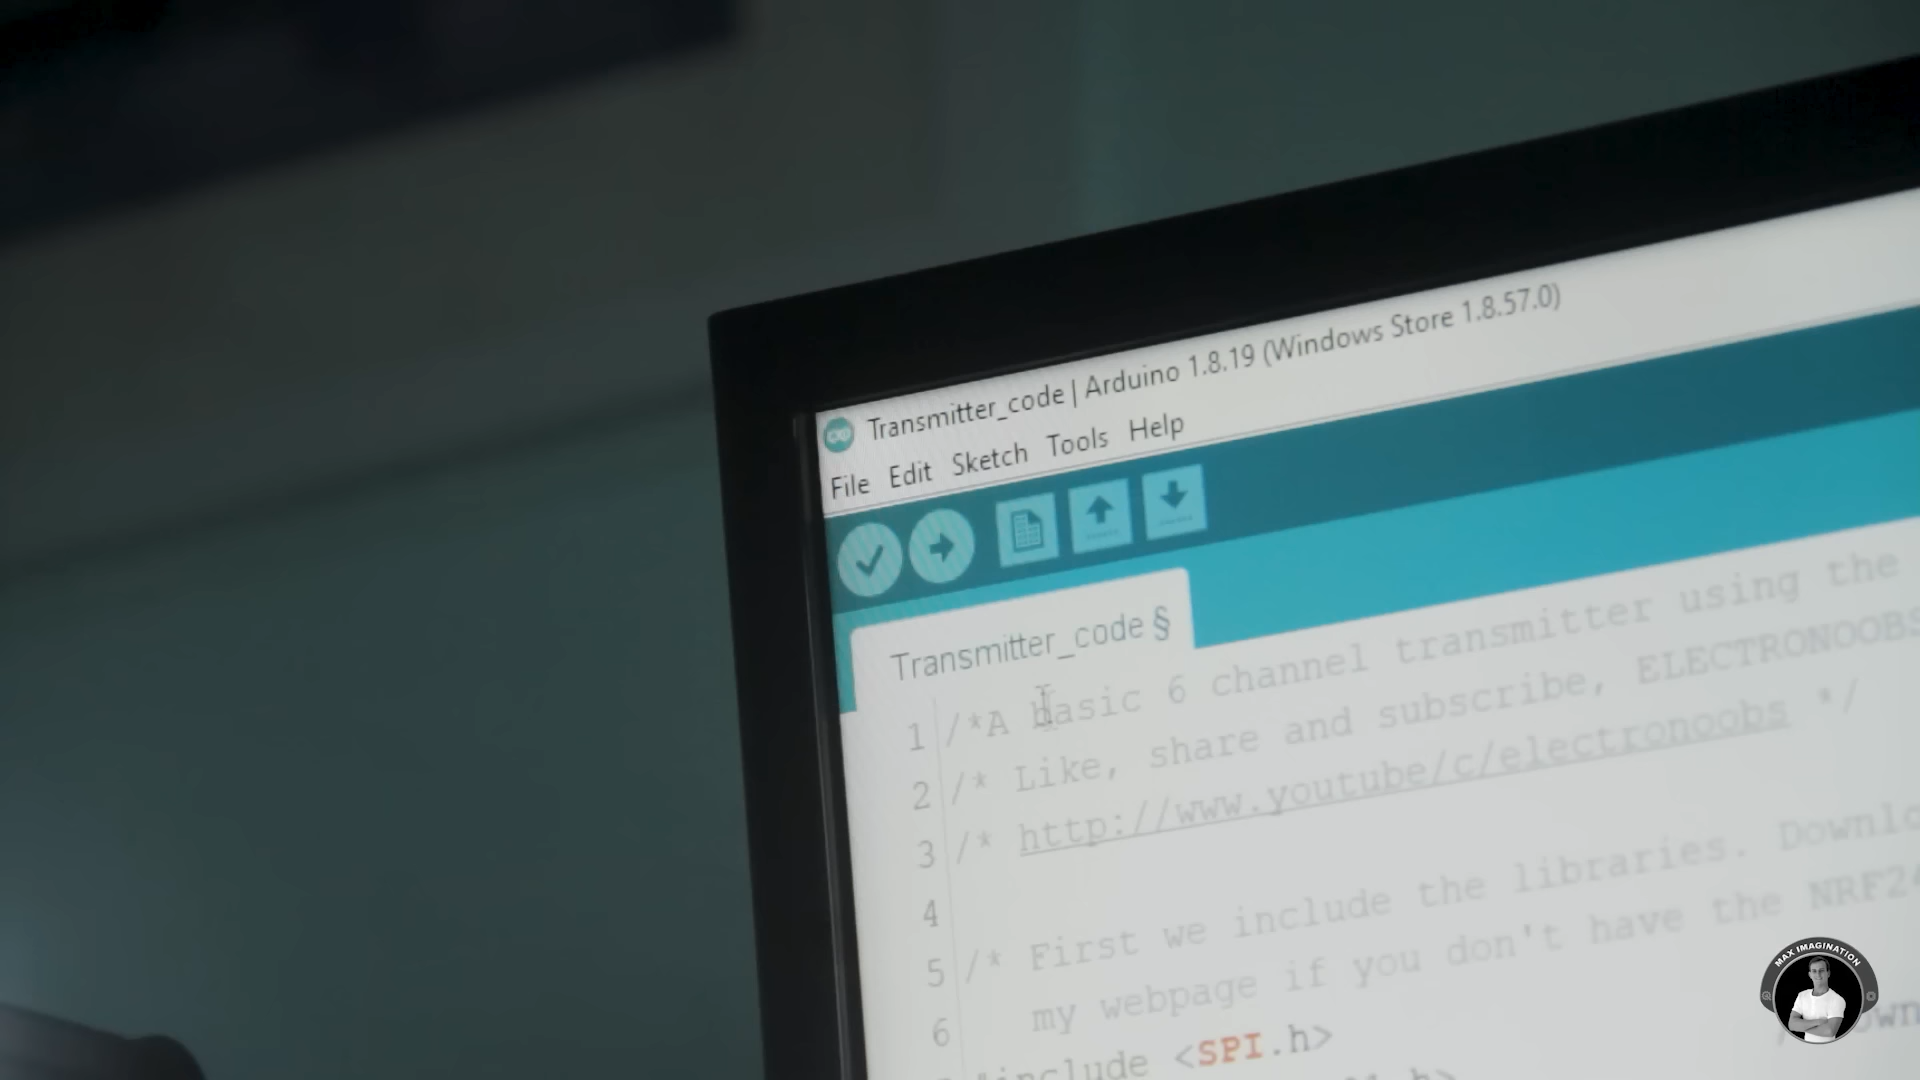 Transmitter_code | Arduino 1.8.19 (Windows Store 1.8.57.0)
File Edit Sketch Tools Help
Transmitter_code §
1 /*A basic 6 channel transmitter using the
2 /* Like, share and subscribe, ELECTRONOOBS
3 /* http://www.youtube/c/electronoobs */
4
5 /* First we include the libraries. Downlo
6 my webpage if you don't have the NRF24
include <SPI.h>
MAX IMAGINATION